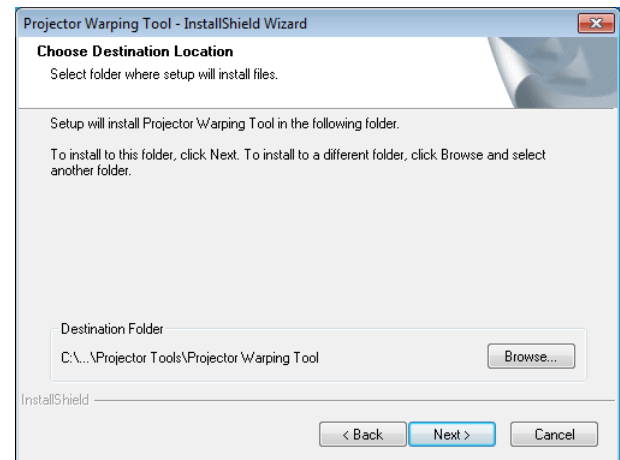 Projector Warping Tool - InstallShield Wizard
Choose Destination Location
Select folder where setup will install files.
Setup will install Projector Warping Tool in the following folder.
To install to this folder, click Next. To install to a different folder, click Browse and select
another folder.
Destination Folder
C:\...\Projector Tools\Projector Warping Tool
Browse...
InstallShield
< Back
Next >
Cancel